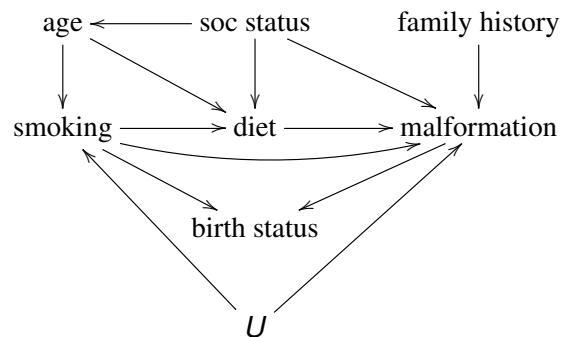 age soc status family history
smoking diet malformation
birth status
U